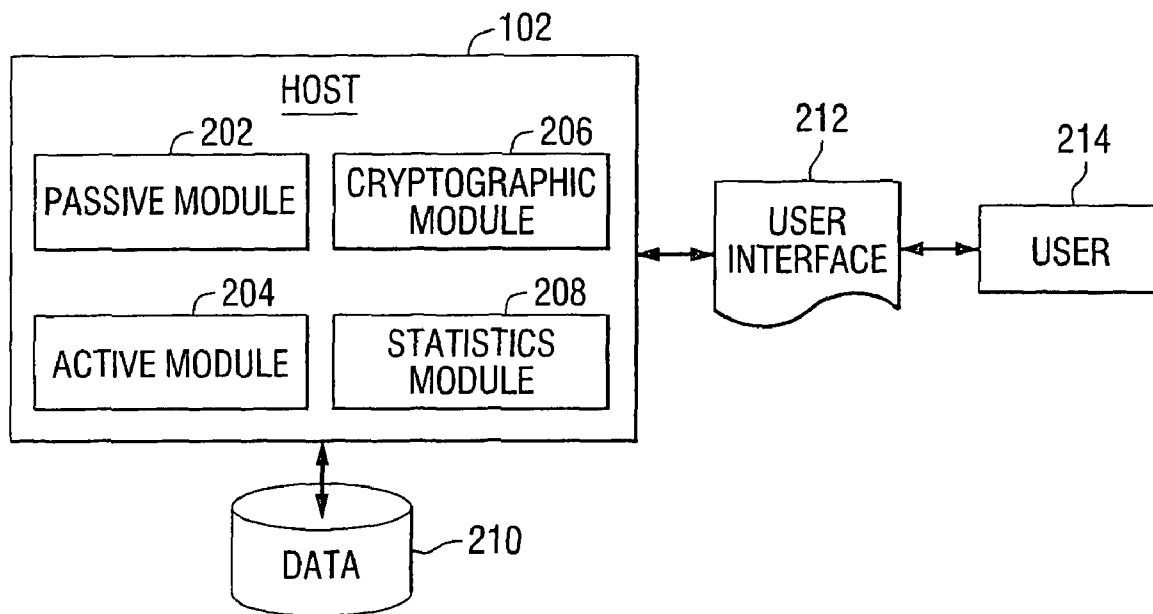 102
HOST
202
PASSIVE MODULE
206
CRYPTOGRAPHIC
MODULE
204
ACTIVE MODULE
208
STATISTICS
MODULE
212
USER
INTERFACE
214
USER
DATA
210